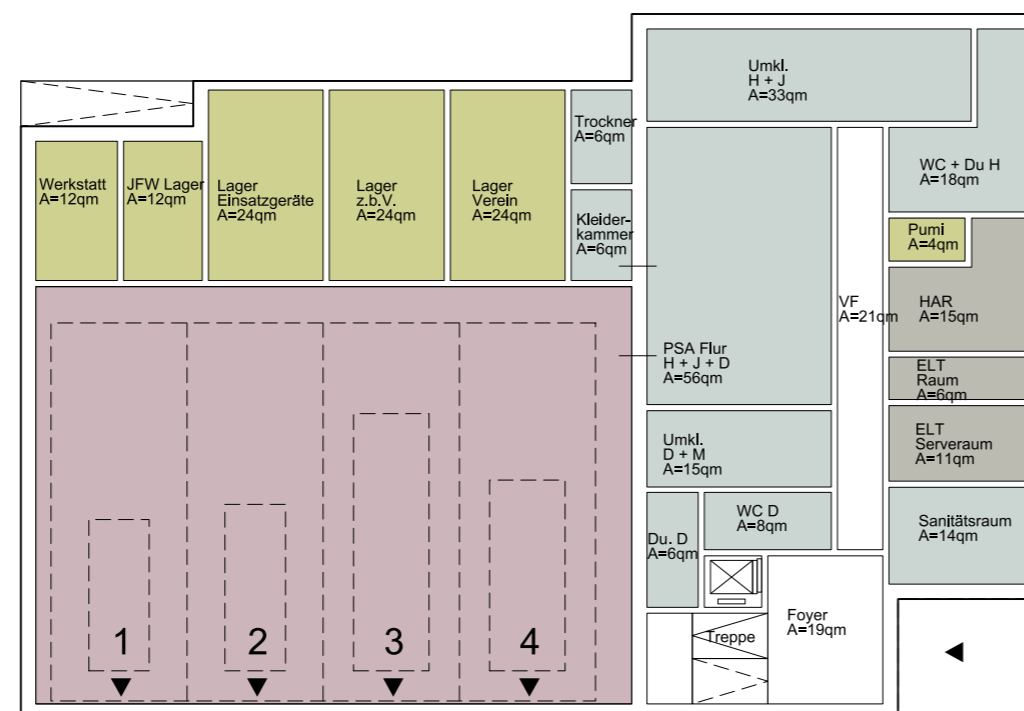 Umkl.
H + J
A=33qm
Trockner
A=6qm
WC + Du H
A=18qm
Werkstatt
A=12qm
JFW Lager
A=12qm
Lager
Einsatzgeräte
A=24qm
Lager
z.b.V.
A=24qm
Lager
Verein
A=24qm
Kleider-
kammer
A=6qm
Pumi
A=4qm
VF
A=21qm
HAR
A=15qm
PSA Flur
H + J + D
A=56qm
ELT
Raum
A=6qm
Umkl.
D + M
A=15qm
ELT
Serveraum
A=11qm
WC D
A=8qm
Sanitätsraum
A=14qm
Du. D
A=6qm
Foyer
A=19qm
Treppe
1
2
3
4